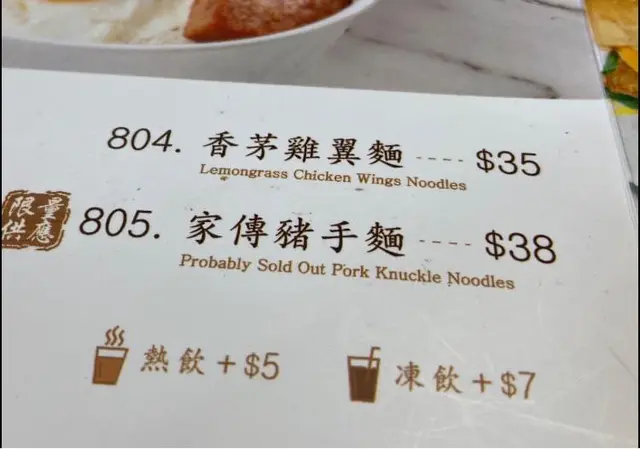 804. 香茅雞翼麵 ---- $35
Lemongrass Chicken Wings Noodles
限量
供應
805. 家傳豬手麵 ---- $38
Probably Sold Out Pork Knuckle Noodles
熱飲 + $5
凍飲 + $7